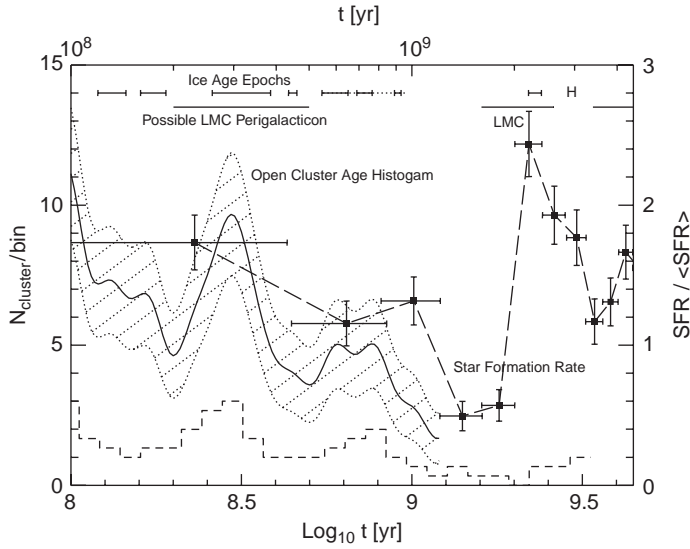 t [yr]
10^8
10^9
15
3
Ice Age Epochs
H
Possible LMC Perigalacticon
LMC
Open Cluster Age Histogam
10
2
N_cluster/bin
SFR / <SFR>
5
1
Star Formation Rate
0
0
8
8.5
9
9.5
Log_10 t [yr]